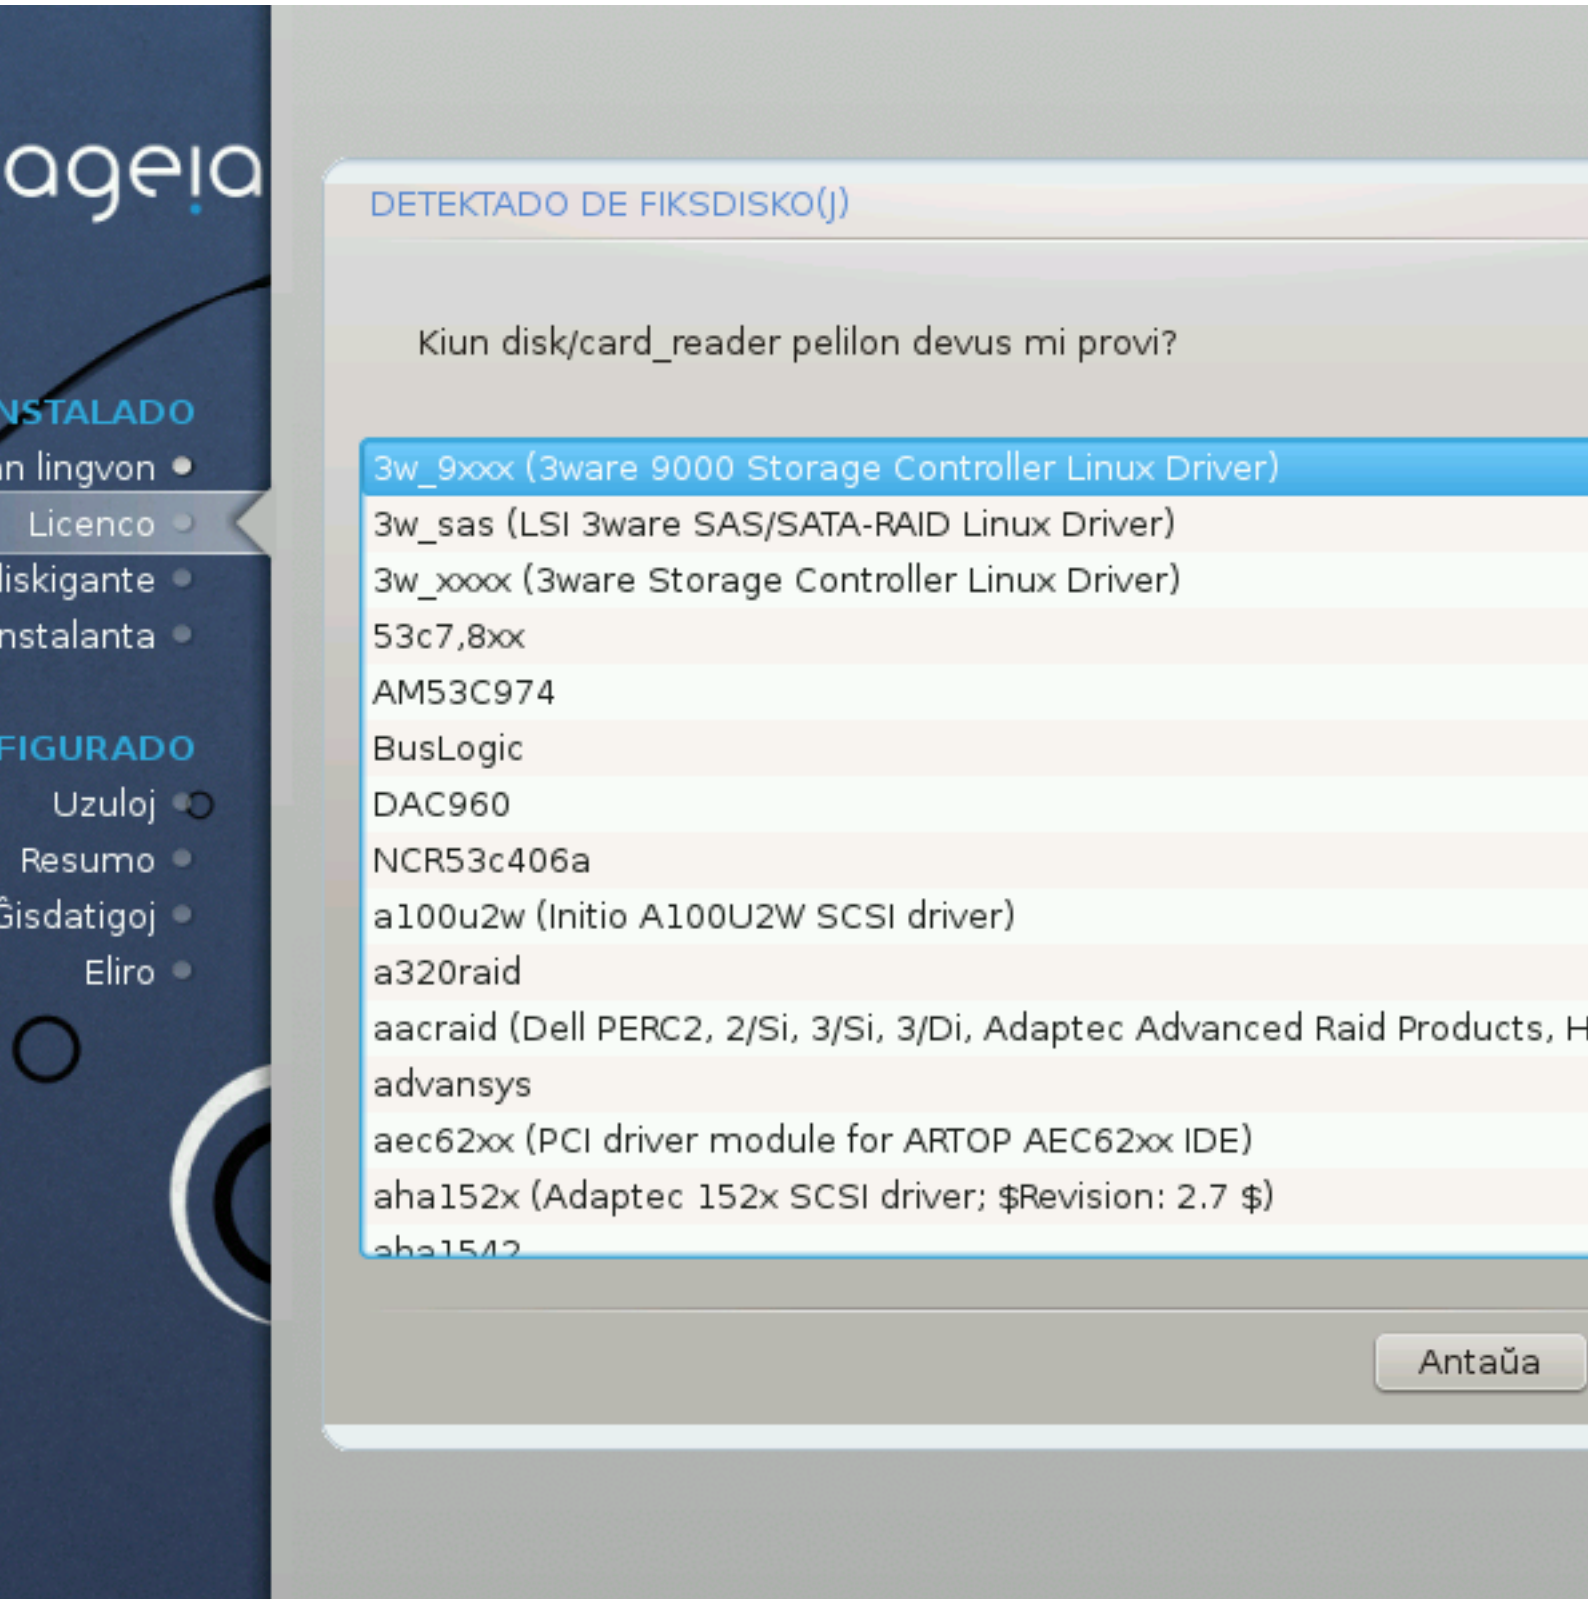 ageia
INSTALADO
lingvon
Licenco
Uzuloj
Resumo
Ĝisdatigoj
Eliro
DETEKTADO DE FIKSDISKO(J)
Kiun disk/card_reader pelilon devus mi provi?
3w_9xxx (3ware 9000 Storage Controller Linux Driver)
3w_sas (LSI 3ware SAS/SATA-RAID Linux Driver)
3w_xxxx (3ware Storage Controller Linux Driver)
53c7,8xx
AM53C974
BusLogic
DAC960
NCR53c406a
a100u2w (Initio A100U2W SCSI driver)
a320raid
aacraid (Dell PERC2, 2/Si, 3/Si, 3/Di, Adaptec Advanced Raid Products,
advansys
aec62xx (PCI driver module for ARTOP AEC62xx IDE)
aha152x (Adaptec 152x SCSI driver; $Revision: 2.7 $)
aha1542
Antaŭa